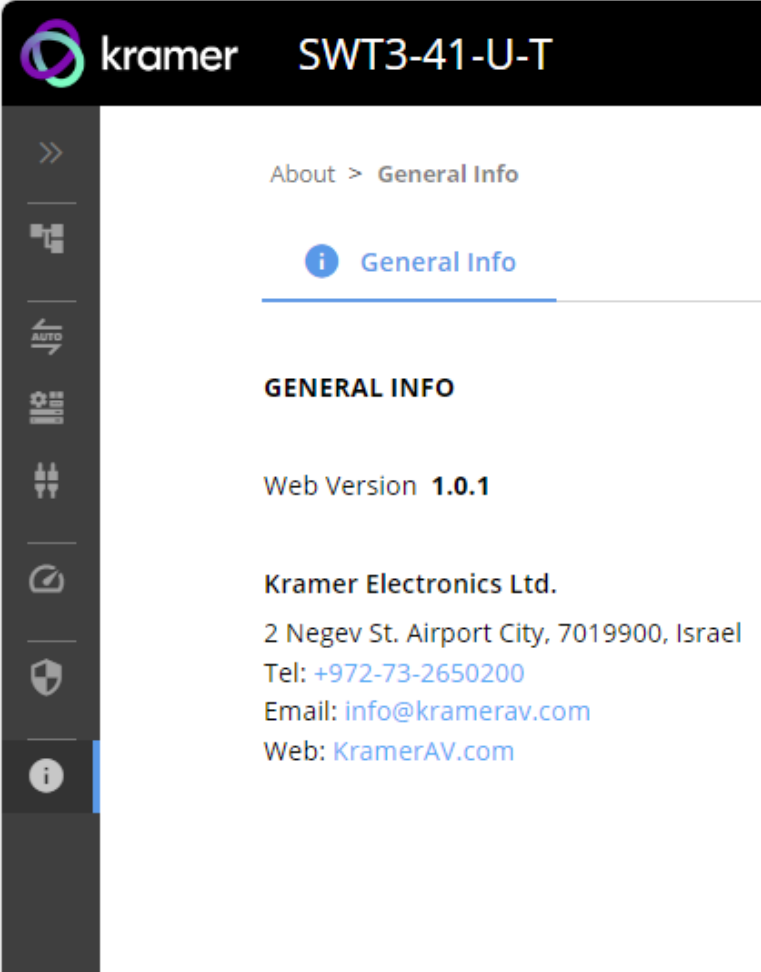 kramer SWT3-41-U-T
About > General Info
General Info
AUTO
GENERAL INFO
Web Version 1.0.1
Kramer Electronics Ltd.
2 Negev St. Airport City, 7019900, Israel
Tel: +972-73-2650200
Email: info@kramerav.com
Web: KramerAV.com